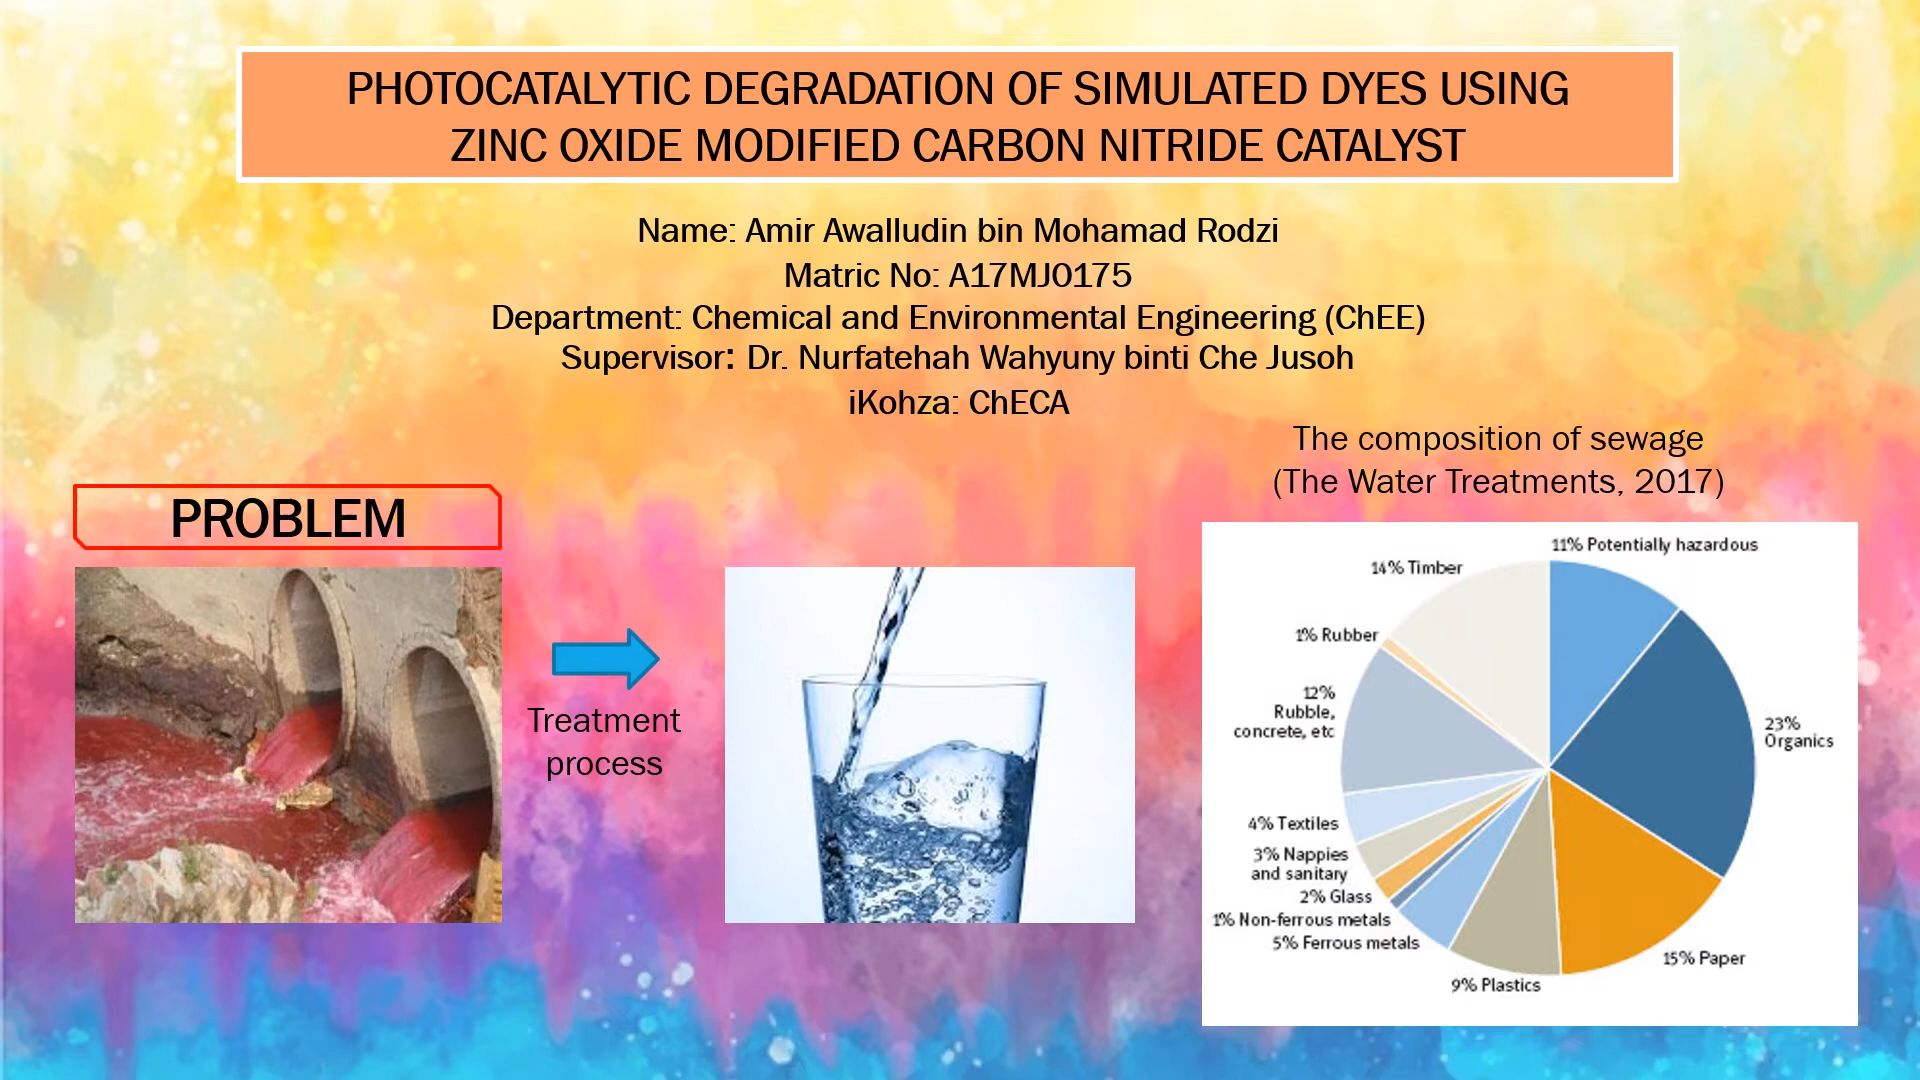 PHOTOCATALYTIC DEGRADATION OF SIMULATED DYES USING
ZINC OXIDE MODIFIED CARBON NITRIDE CATALYST
Name: Amir Awalludin bin Mohamad Rodzi
Matric No: A17MJ0175
Department: Chemical and Environmental Engineering (ChEE)
Supervisor: Dr. Nurfatehah Wahyuny binti Che Jusoh
iKohza: ChECA
PROBLEM
Treatment
process
The composition of sewage
(The Water Treatments, 2017)
11% Potentially hazardous
23%
Organics
15% Paper
9% Plastics
5% Ferrous metals
1% Non-ferrous metals
2% Glass
3% Nappies
and sanitary
4% Textiles
12%
Rubble,
concrete, etc
1% Rubber
14% Timber